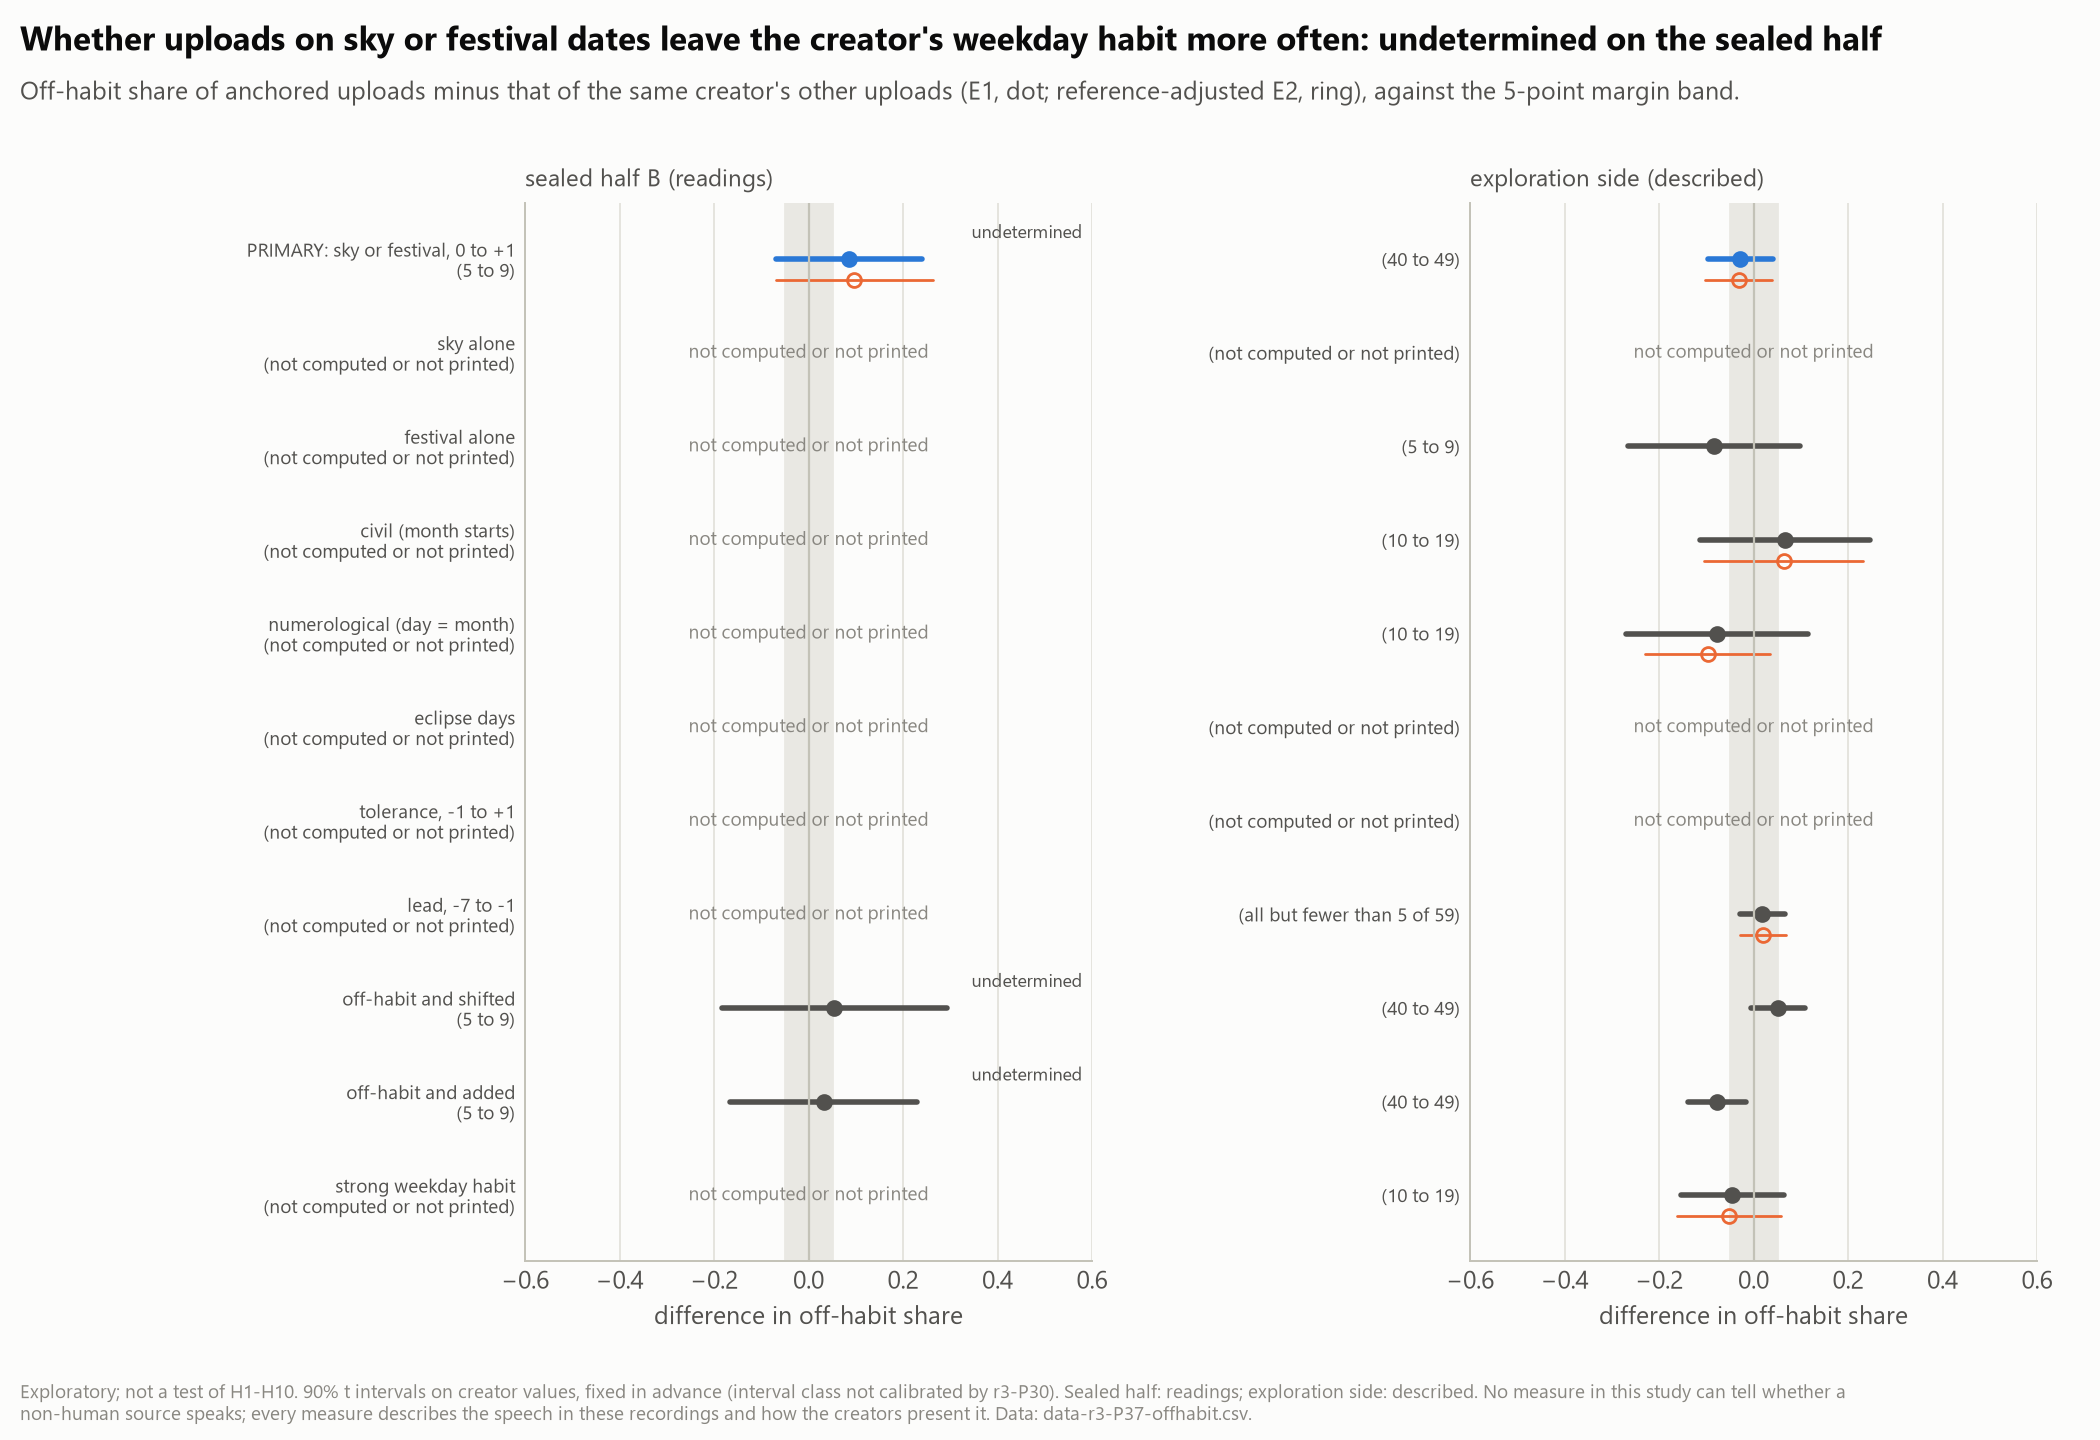 Whether uploads on sky or festival dates leave the creator's weekday habit more often: undetermined on the sealed half
Off-habit share of anchored uploads minus that of the same creator's other uploads (E1, dot; reference-adjusted E2, ring), against the 5-point margin band.
sealed half B (readings)
undetermined
PRIMARY: sky or festival, 0 to +1
(5 to 9)
sky alone
(not computed or not printed)
not computed or not printed
festival alone
(not computed or not printed)
not computed or not printed
civil (month starts)
(not computed or not printed)
not computed or not printed
numerological (day = month)
(not computed or not printed)
not computed or not printed
eclipse days
(not computed or not printed)
not computed or not printed
tolerance, -1 to +1
(not computed or not printed)
not computed or not printed
lead, -7 to -1
(not computed or not printed)
not computed or not printed
undetermined
off-habit and shifted
(5 to 9)
undetermined
off-habit and added
(5 to 9)
strong weekday habit
(not computed or not printed)
not computed or not printed
−0.6 −0.4 −0.2 0.0 0.2 0.4 0.6
difference in off-habit share
exploration side (described)
(40 to 49)
(not computed or not printed)
not computed or not printed
(5 to 9)
(10 to 19)
(10 to 19)
(not computed or not printed)
not computed or not printed
(not computed or not printed)
not computed or not printed
(all but fewer than 5 of 59)
(40 to 49)
(40 to 49)
(10 to 19)
−0.6 −0.4 −0.2 0.0 0.2 0.4 0.6
difference in off-habit share
Exploratory; not a test of H1-H10. 90% t intervals on creator values, fixed in advance (interval class not calibrated by r3-P30). Sealed half: readings; exploration side: described. No measure in this study can tell whether a
non-human source speaks; every measure describes the speech in these recordings and how the creators present it. Data: data-r3-P37-offhabit.csv.